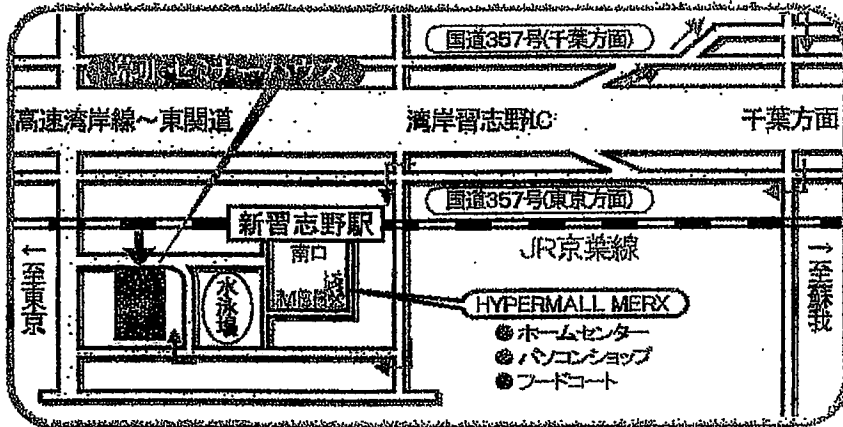 国道357号(千葉方面)
高速湾岸線～東関道
湾岸習志野IC
千葉方面
国道357号(東京方面)
新習志野駅
南口
JR京葉線
←至東京
→至蘇我
水泳場
HYPERMALL MERX
●ホームセンター
●パソコンショップ
●フードコート